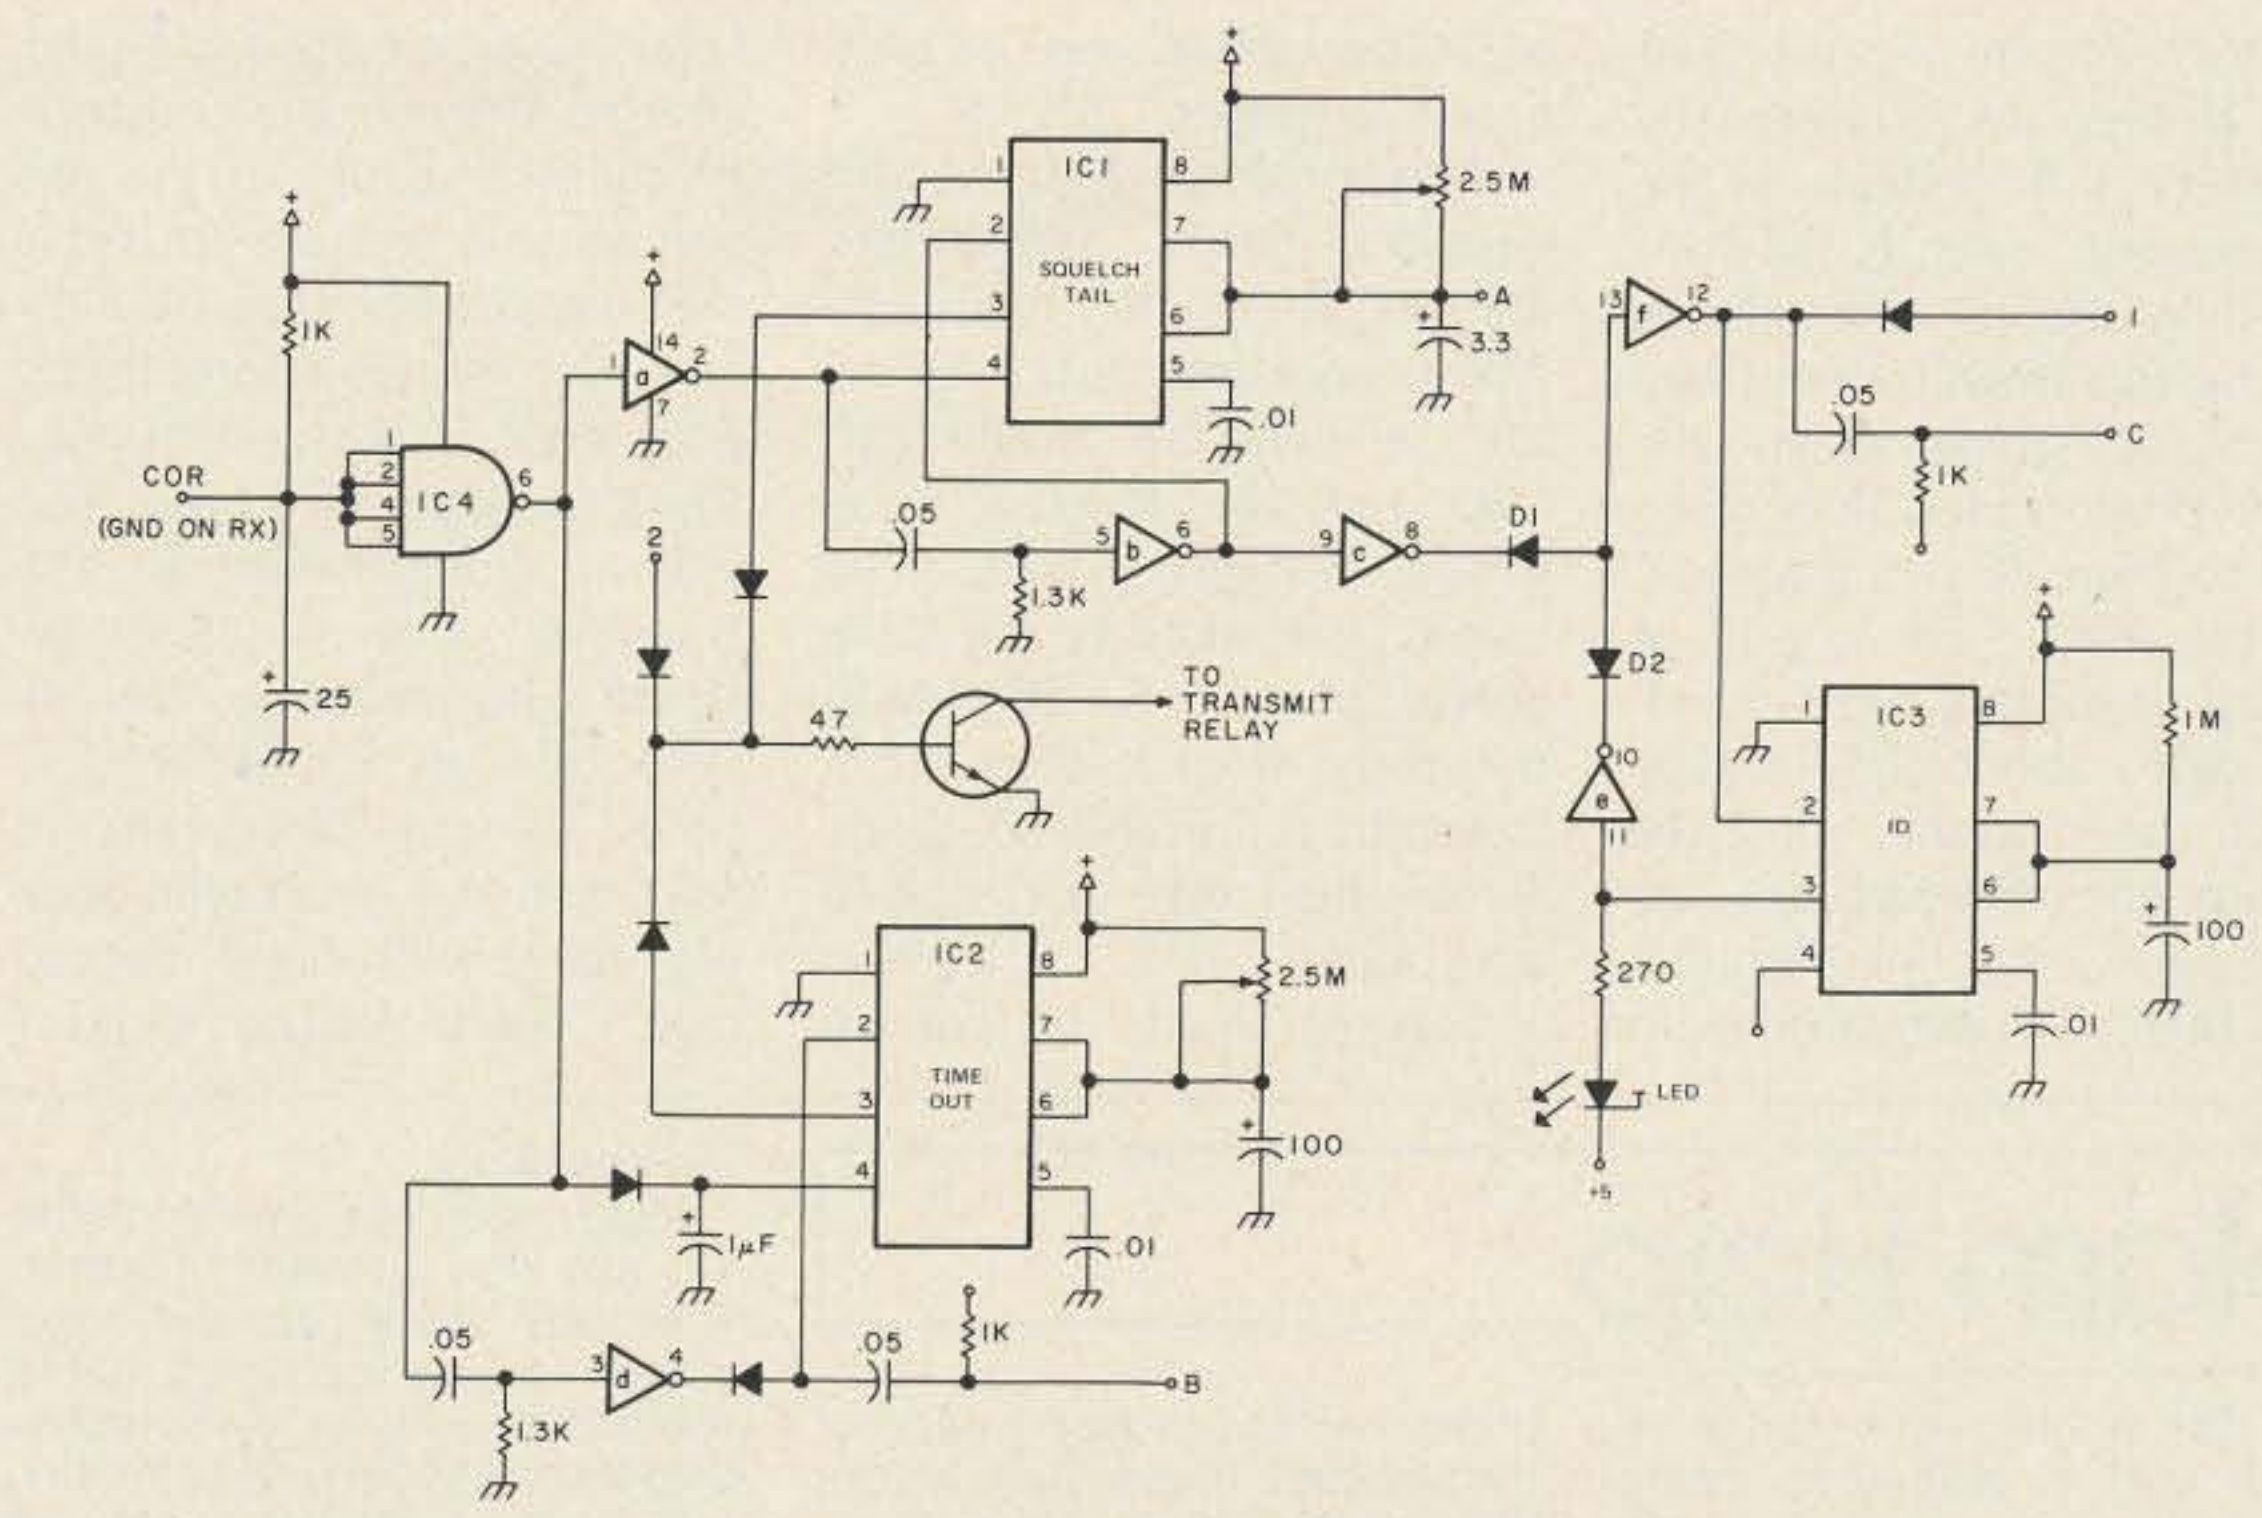 +
1K
COR
(GND ON RX)
1
2
4
5
IC4
6
+
25
+
14
1
a
2
7
+
1
IC1
8
2
SQUELCH
TAIL
7
3
6
4
5
2.5M
A
+
3.3
.01
.05
1.3K
5
b
6
9
c
8
D1
13
f
12
1
.05
C
1K
2
47
TO
TRANSMIT
RELAY
D2
10
e
11
270
LED
+5
+
1
IC3
8
1M
2
ID
7
3
6
4
5
+
100
.01
+
1
IC2
8
2.5M
2
TIME
OUT
7
3
6
4
5
+
100
.01
+
1µF
.05
1.3K
3
d
4
.05
1K
B